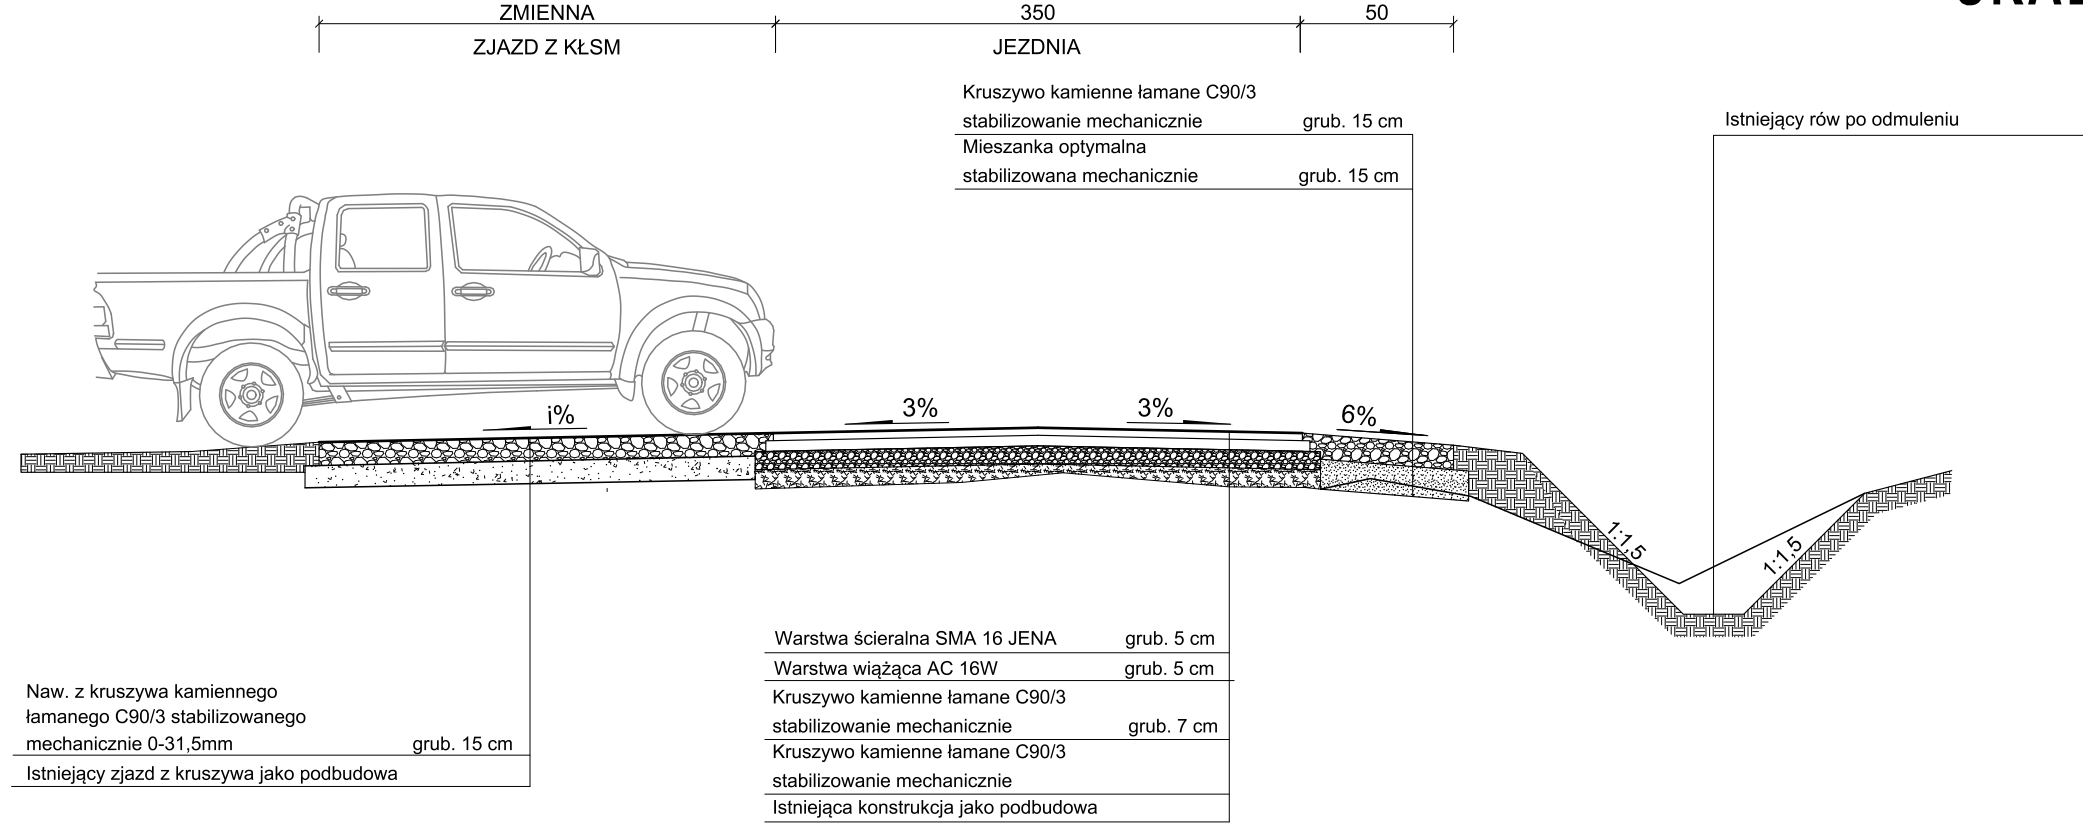 ZMIENNA 350 50
ZJAZD Z KŁSM JEZDNIA
Kruszywo kamienne łamane C90/3
stabilizowanie mechanicznie grub. 15 cm
Mieszanka optymalna
stabilizowana mechanicznie grub. 15 cm
Istniejący rów po odmuleniu
i% 3% 3% 6%
1:1,5 1:1,5
Naw. z kruszywa kamiennego
łamanego C90/3 stabilizowanego
mechanicznie 0-31,5mm grub. 15 cm
Istniejący zjazd z kruszywa jako podbudowa
Warstwa ścieralna SMA 16 JENA grub. 5 cm
Warstwa wiążąca AC 16W grub. 5 cm
Kruszywo kamienne łamane C90/3
stabilizowanie mechanicznie grub. 7 cm
Kruszywo kamienne łamane C90/3
stabilizowanie mechanicznie
Istniejąca konstrukcja jako podbudowa